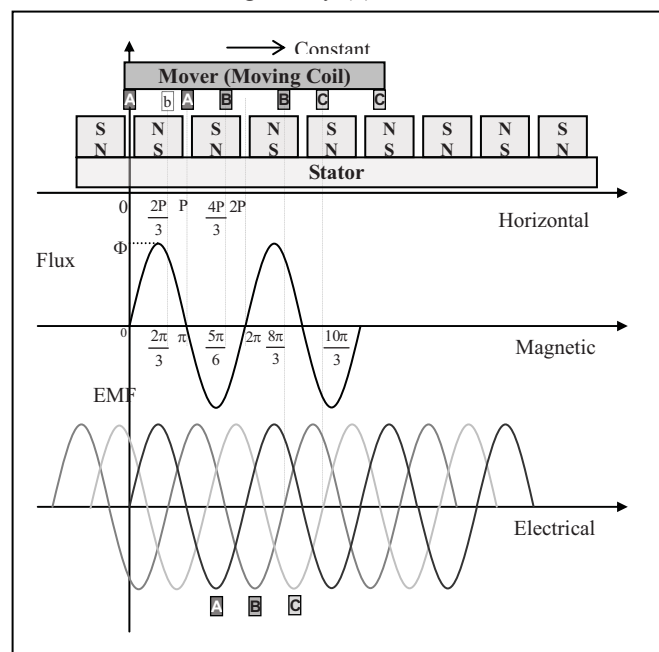 Constant
Mover (Moving Coil)
A b A B B C C
S N S N S N S N S
N S N S N S N S N
Stator
0 2P/3 P 4P/3 2P
Horizontal
Φ
Flux
0 2π/3 π 5π/6 2π 8π/3 10π/3
Magnetic
EMF
Electrical
A B C